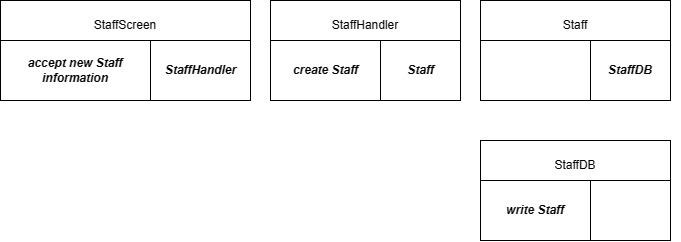 StaffScreen
StaffHandler
Staff
accept new Staff
information
StaffHandler
create Staff
Staff
StaffDB
StaffDB
write Staff